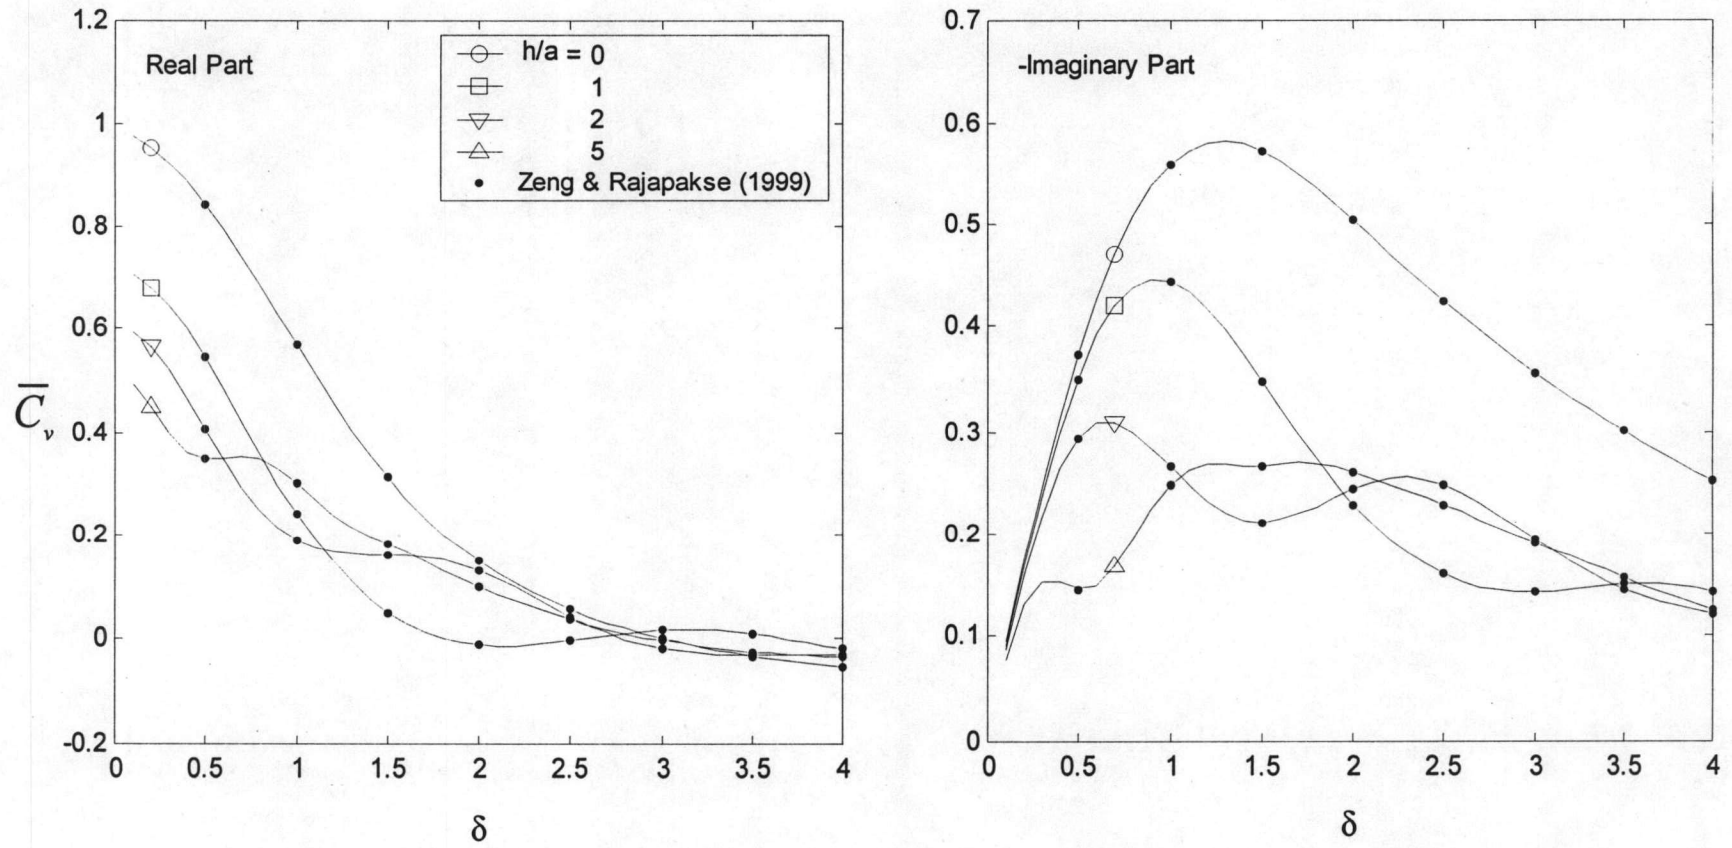 Real Part
h/a = 0
1
2
5
Zeng & Rajapakse (1999)
1.2
1
0.8
0.6
0.4
0.2
0
-0.2
0 0.5 1 1.5 2 2.5 3 3.5 4
C̅ᵥ
δ
-Imaginary Part
0.7
0.6
0.5
0.4
0.3
0.2
0.1
0
0 0.5 1 1.5 2 2.5 3 3.5 4
δ